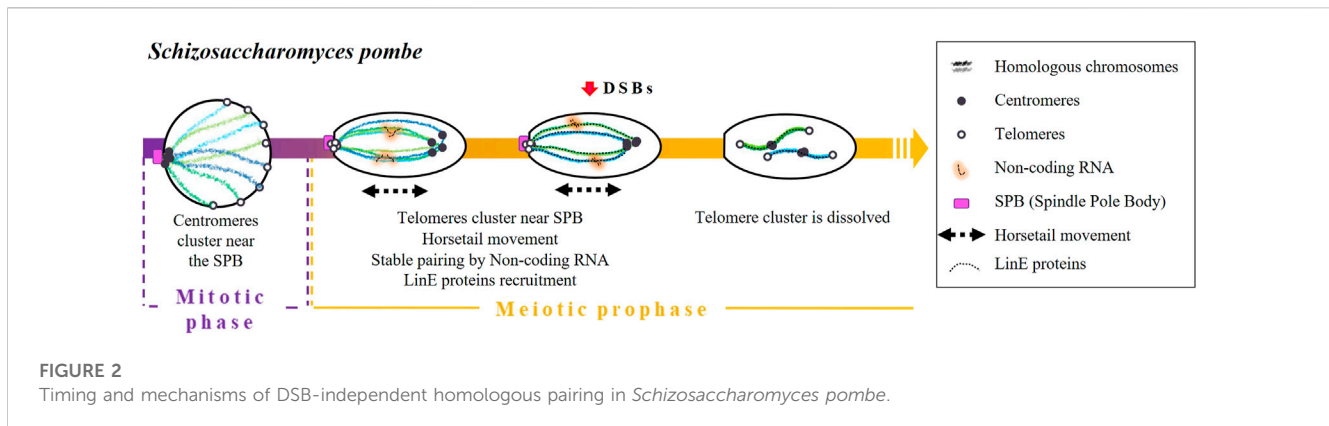 Schizosaccharomyces pombe
DSBs
Centromeres
cluster near
the SPB
Telomeres cluster near SPB
Horsetail movement
Stable pairing by Non-coding RNA
LinE proteins recruitment
Telomere cluster is dissolved
Mitotic
phase
Meiotic prophase
Homologous chromosomes
Centromeres
Telomeres
Non-coding RNA
SPB (Spindle Pole Body)
Horsetail movement
LinE proteins
FIGURE 2
Timing and mechanisms of DSB-independent homologous pairing in Schizosaccharomyces pombe.